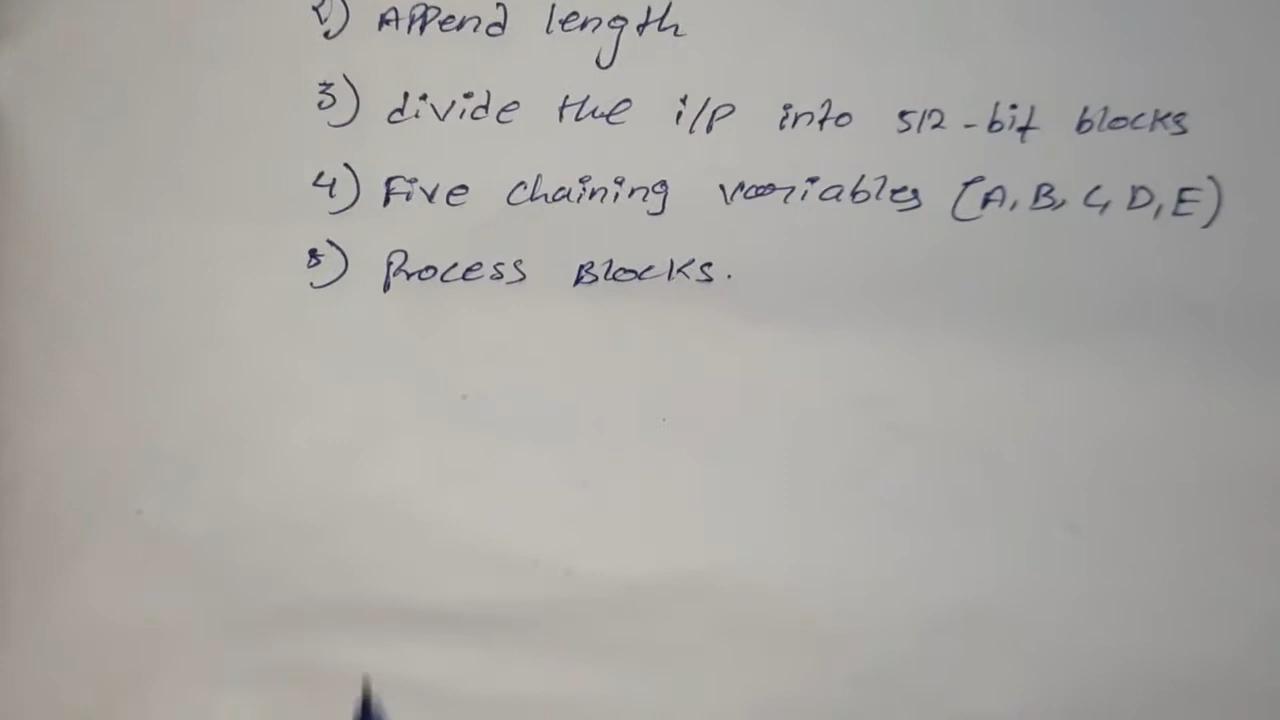 2) Append length
3) divide the i/p into 512-bit blocks
4) Five chaining variables (A, B, C, D, E)
5) Process Blocks.